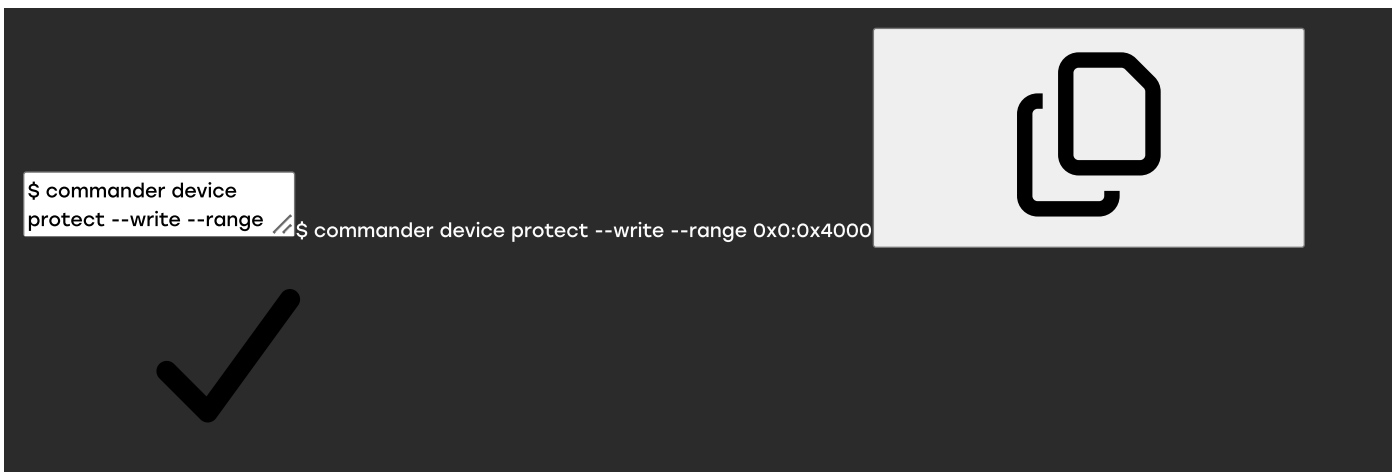 $ commander device
protect --write --range
$ commander device protect --write --range 0x0:0x4000